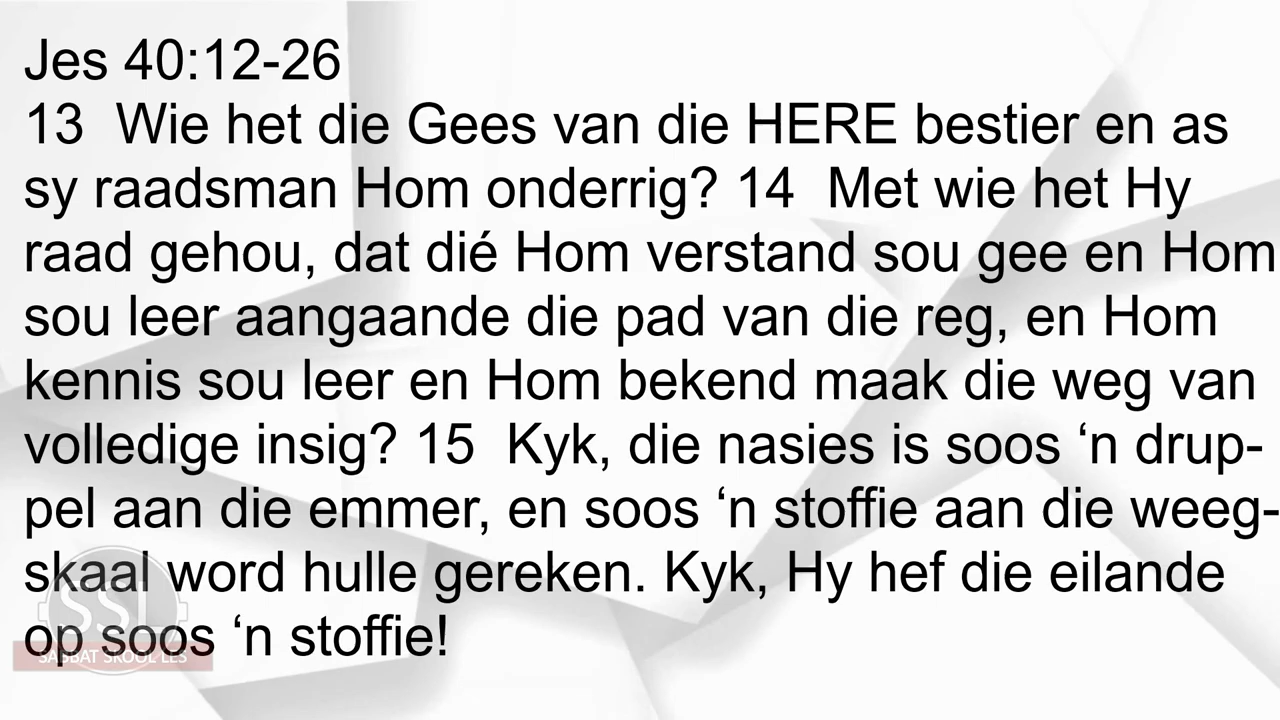 Jes 40:12-26
13  Wie het die Gees van die HERE bestier en as
sy raadsman Hom onderrig? 14  Met wie het Hy
raad gehou, dat dié Hom verstand sou gee en Hom
sou leer aangaande die pad van die reg, en Hom
kennis sou leer en Hom bekend maak die weg van
volledige insig? 15  Kyk, die nasies is soos ‘n drup-
pel aan die emmer, en soos ‘n stoffie aan die weeg-
skaal word hulle gereken. Kyk, Hy hef die eilande
op soos ‘n stoffie!
SSL
SABBAT SKOOL LES